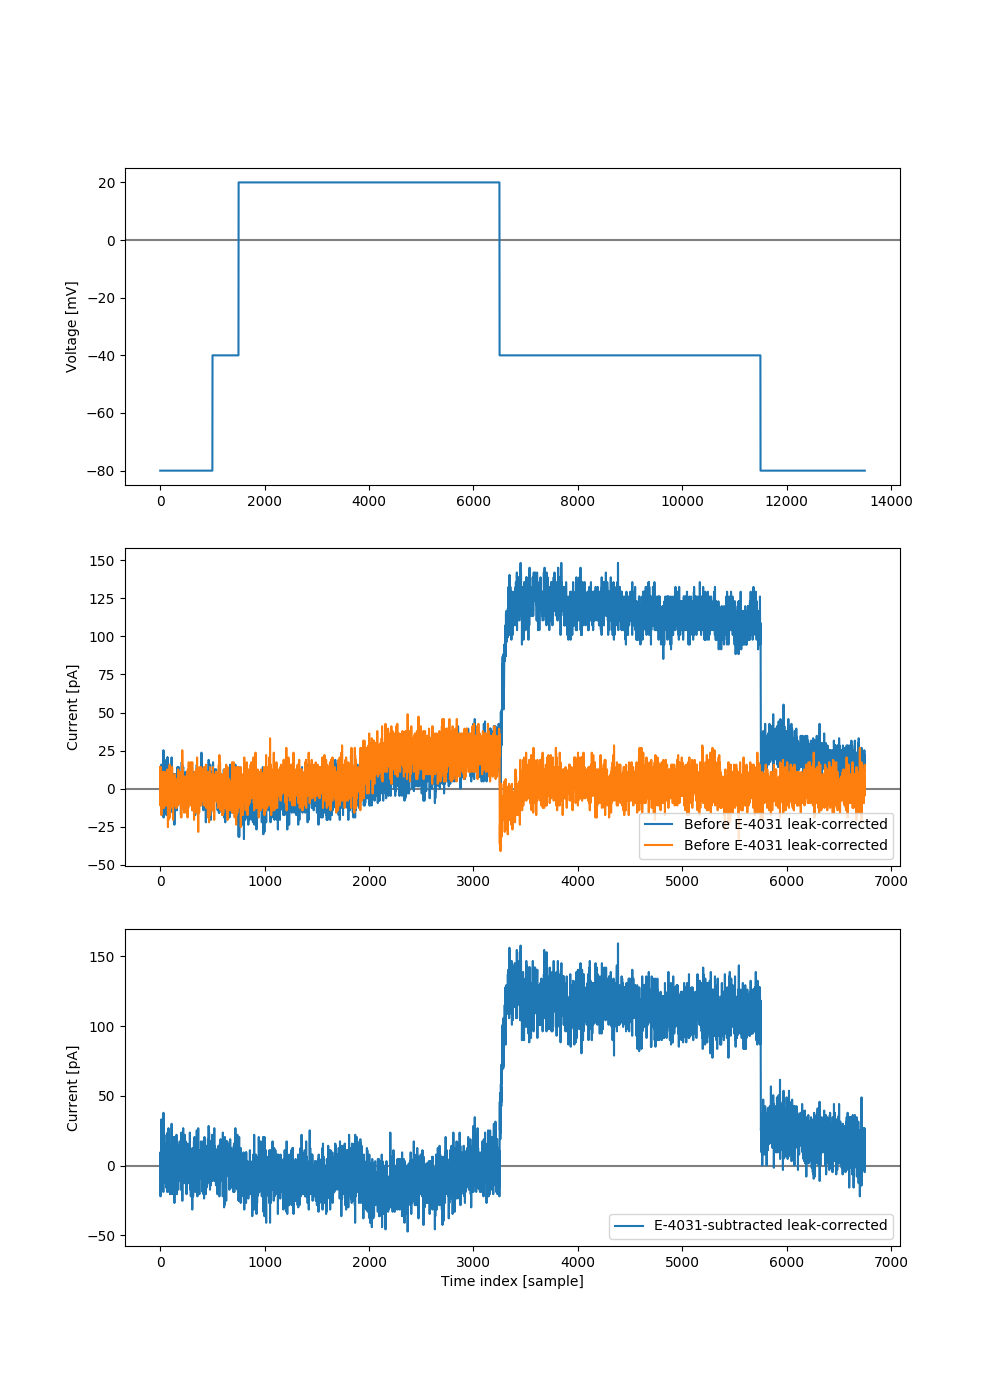 Voltage [mV]
20
0
−20
−40
−60
−80
0 2000 4000 6000 8000 10000 12000 14000
Current [pA]
150
125
100
75
50
25
0
−25
−50
Before E-4031 leak-corrected
Before E-4031 leak-corrected
0 1000 2000 3000 4000 5000 6000 7000
Current [pA]
150
100
50
0
−50
E-4031-subtracted leak-corrected
0 1000 2000 3000 4000 5000 6000 7000
Time index [sample]